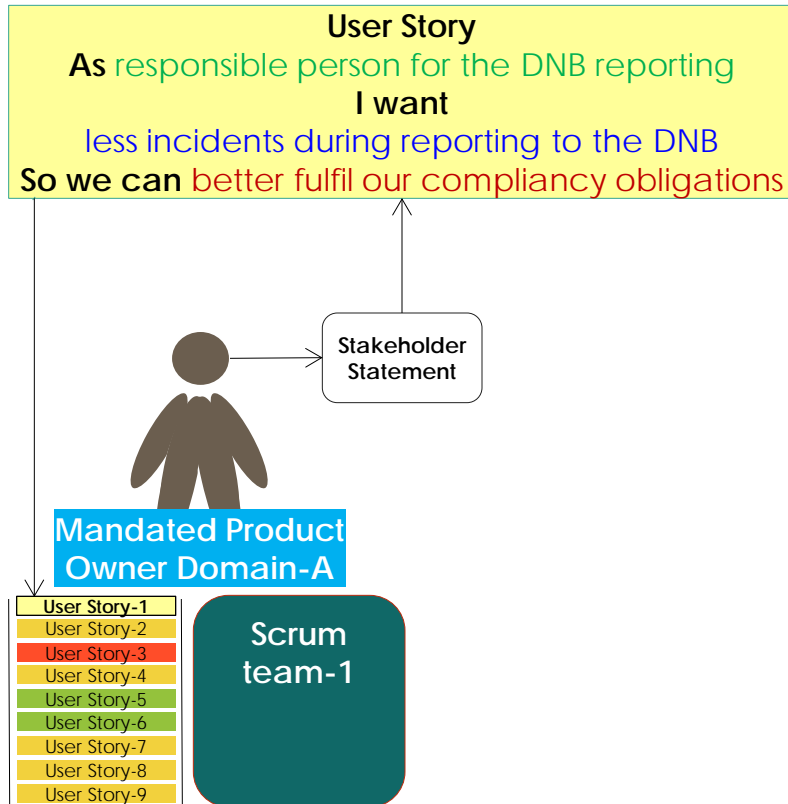 User Story
As responsible person for the DNB reporting
I want
less incidents during reporting to the DNB
So we can better fulfil our compliancy obligations
Stakeholder
Statement
Mandated Product
Owner Domain-A
User Story-1
User Story-2
User Story-3
User Story-4
User Story-5
User Story-6
User Story-7
User Story-8
User Story-9
Scrum
team-1